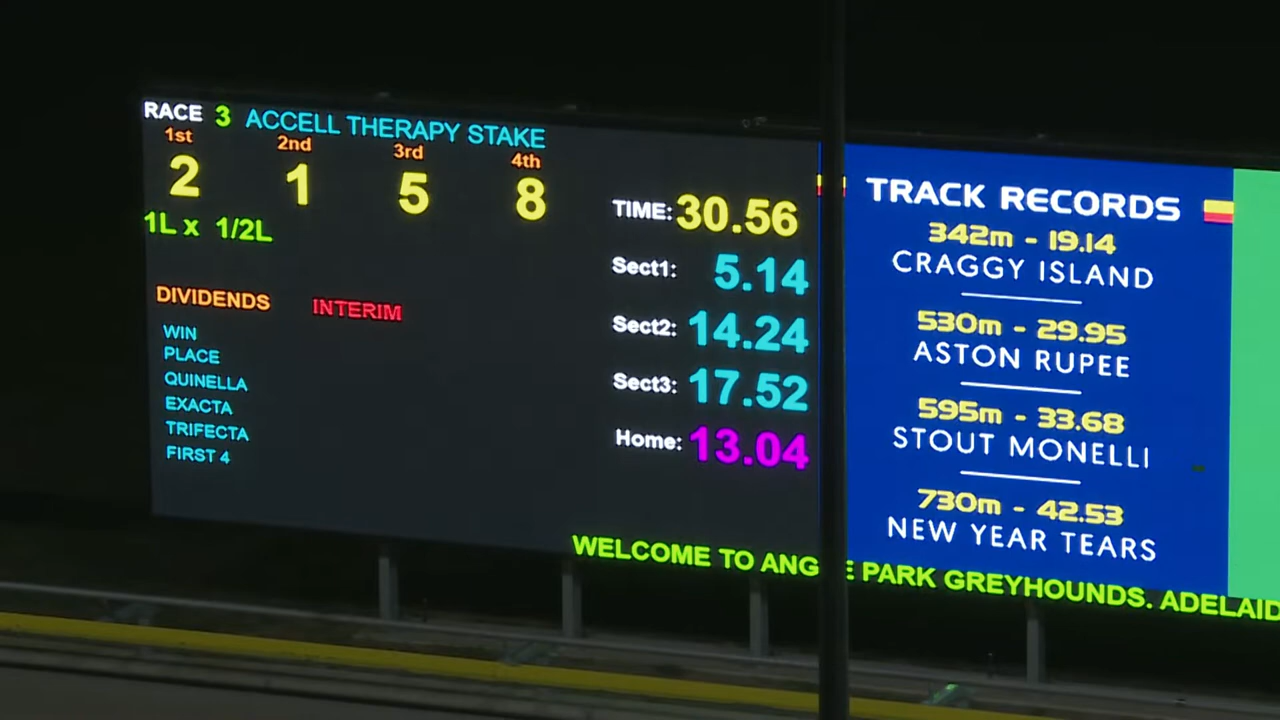 RACE 3 ACCELL THERAPY STAKE
1st 2nd 3rd 4th
2 1 5 8
1L x 1/2L
DIVIDENDS INTERIM
WIN
PLACE
QUINELLA
EXACTA
TRIFECTA
FIRST 4
TIME: 30.56
Sect1: 5.14
Sect2: 14.24
Sect3: 17.52
Home: 13.04
TRACK RECORDS
342m - 19.14
CRAGGY ISLAND
530m - 29.95
ASTON RUPEE
595m - 33.68
STOUT MONELLI
730m - 42.53
NEW YEAR TEARS
WELCOME TO ANGLE PARK GREYHOUNDS. ADELAID